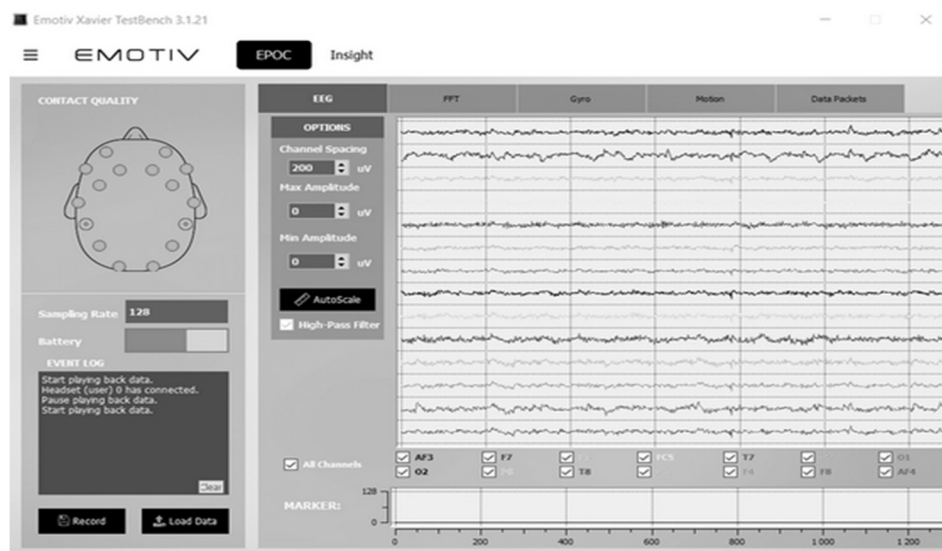 Emotiv Xavier TestBench 3.1.21
EMOTIV EPOC Insight
CONTACT QUALITY
EEG FFT Gyro Motion Data Packets
OPTIONS
Channel Spacing
200 uV
Max Amplitude
0 uV
Min Amplitude
0 uV
AutoScale
High-Pass Filter
Sampling Rate 128
Battery
EVENT LOG
Start playing back data.
Headset (user) 0 has connected.
Pause playing back data.
Start playing back data.
Clear
Record Load Data
All Channels
AF3 F7 FC5 T7 O1
O2 T8 F4 F8 AF4
MARKER:
128
0
0 200 400 600 800 1 000 1 200